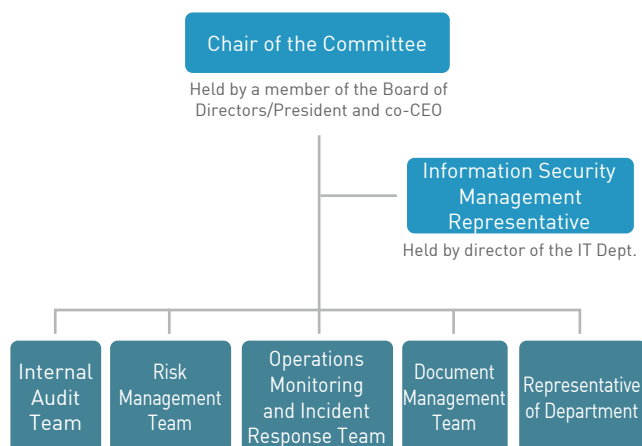 Chair of the Committee
Held by a member of the Board of
Directors/President and co-CEO
Information Security
Management
Representative
Held by director of the IT Dept.
Internal
Audit
Team
Risk
Management
Team
Operations
Monitoring
and Incident
Response Team
Document
Management
Team
Representative
of Department